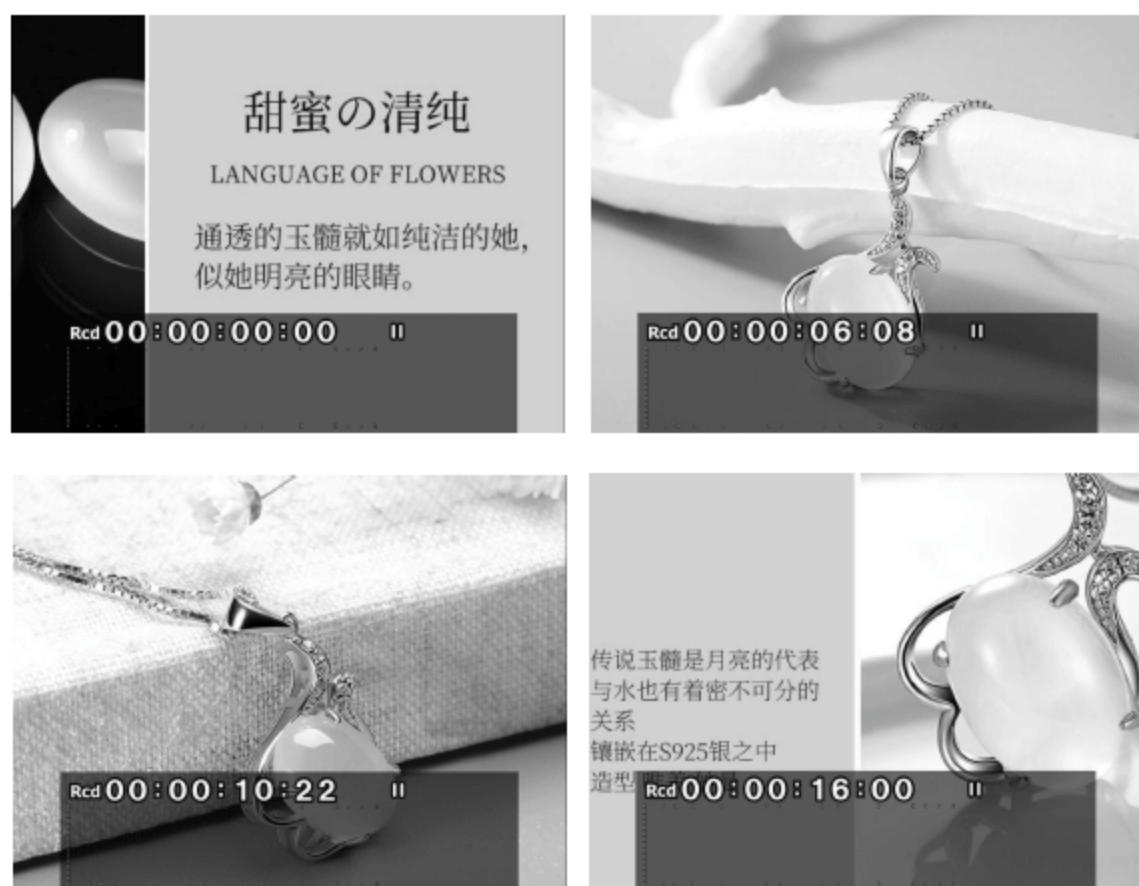 甜蜜の清纯
LANGUAGE OF FLOWERS
通透的玉髓就如纯洁的她,
似她明亮的眼睛。
Rcd 00:00:00:00
Rcd 00:00:06:08
Rcd 00:00:10:22
传说玉髓是月亮的代表
与水也有着密不可分的
关系
镶嵌在S925银之中
造型
Rcd 00:00:16:00